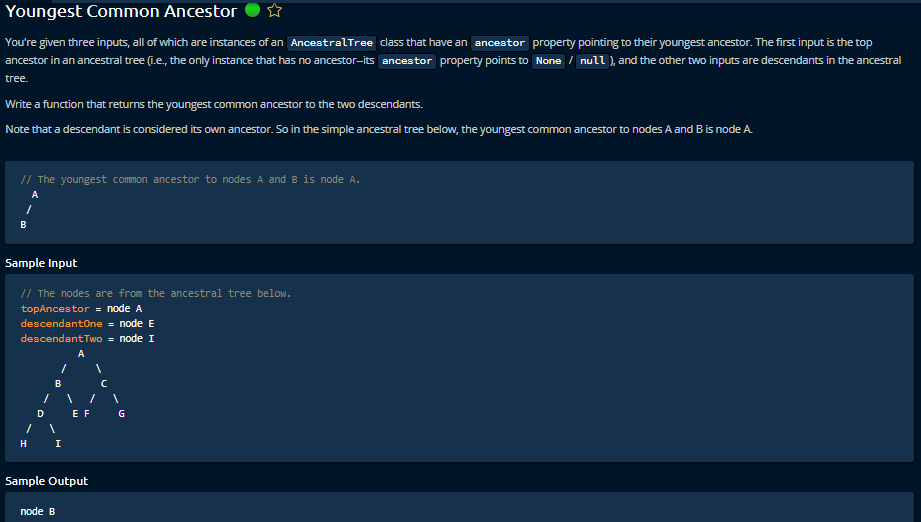 Youngest Common Ancestor
You're given three inputs, all of which are instances of an AncestralTree class that have an ancestor property pointing to their youngest ancestor. The first input is the top
ancestor in an ancestral tree (i.e., the only instance that has no ancestor--its ancestor property points to None / null ), and the other two inputs are descendants in the ancestral
tree.
Write a function that returns the youngest common ancestor to the two descendants.
Note that a descendant is considered its own ancestor. So in the simple ancestral tree below, the youngest common ancestor to nodes A and B is node A.
// The youngest common ancestor to nodes A and B is node A.
A
/
B
Sample Input
// The nodes are from the ancestral tree below.
topAncestor = node A
descendantOne = node E
descendantTwo = node I
A
/ \
B C
/ \ / \
D E F G
/ \
H I
Sample Output
node B